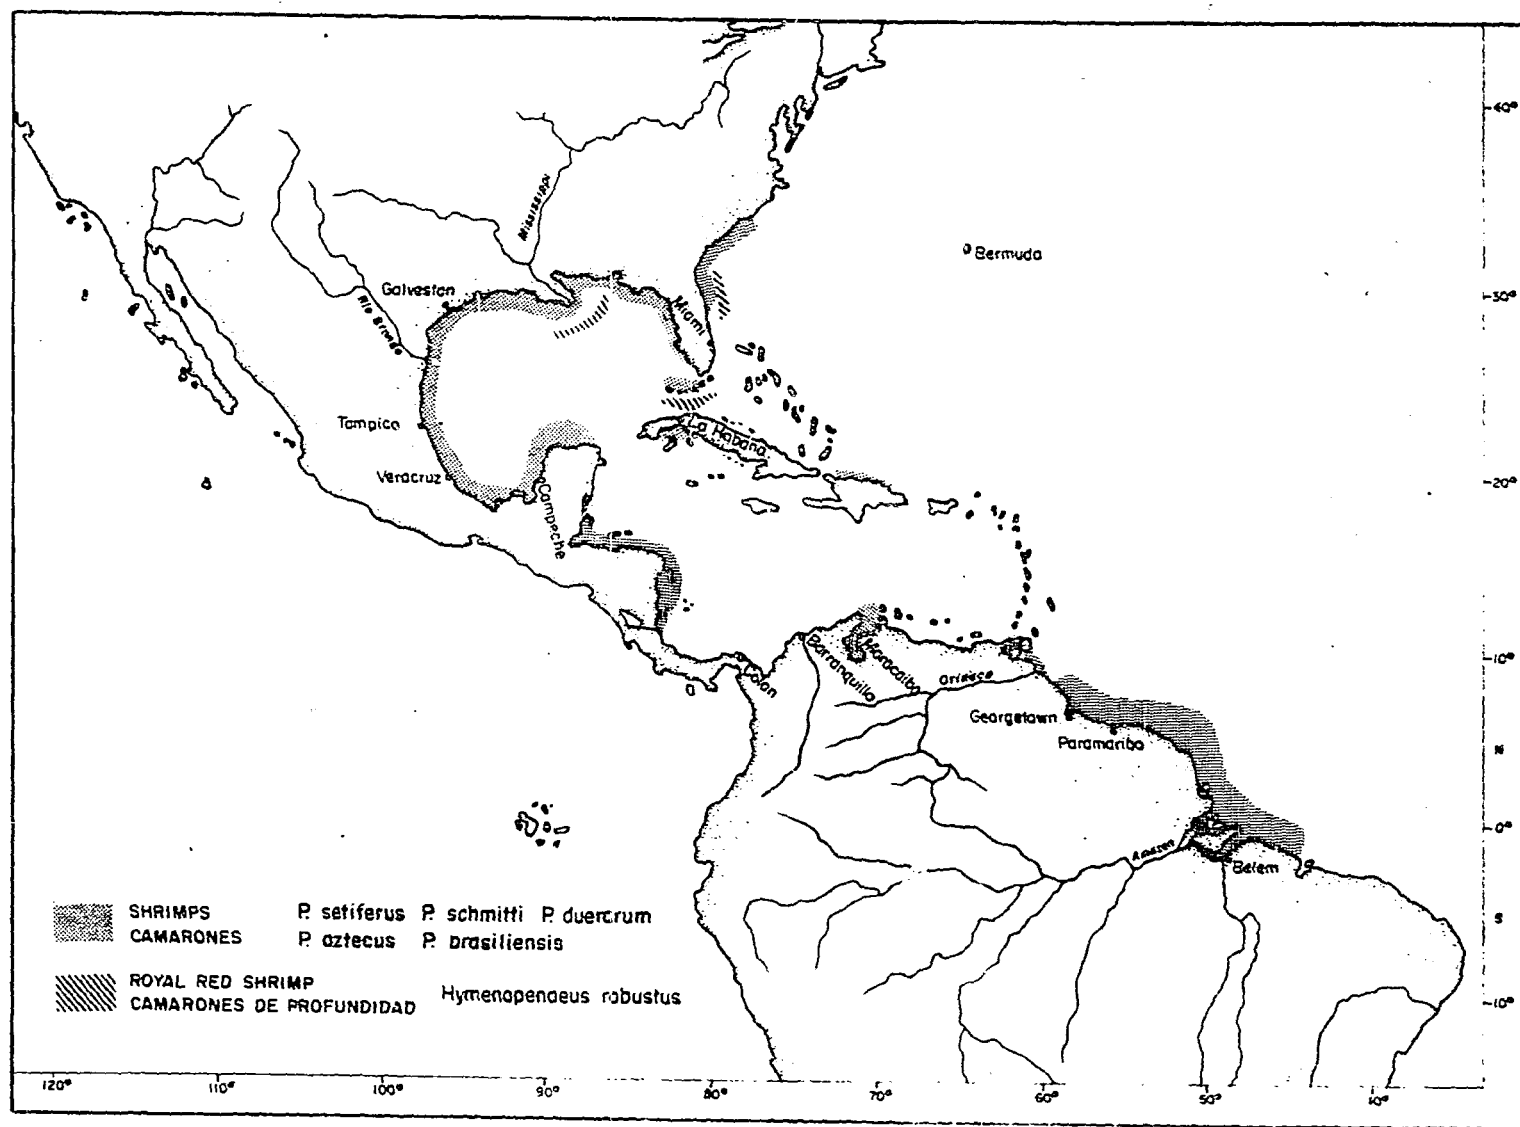 40°
Mississippi
Bermuda
Galveston
30°
Rio Grande
Miami
Tampico
La Habana
Veracruz
20°
Campeche
10°
Colon
Barranquilla
Maracaibo
Orinoco
Georgetown
Paramaribo
N
0°
Amazon
Belem
SHRIMPS P. setiferus P. schmitti P. duorarum
CAMARONES P. aztecus P. brasiliensis
S
ROYAL RED SHRIMP
CAMARONES DE PROFUNDIDAD Hymenopenaeus robustus
10°
120° 110° 100° 90° 80° 70° 60° 50° 40°